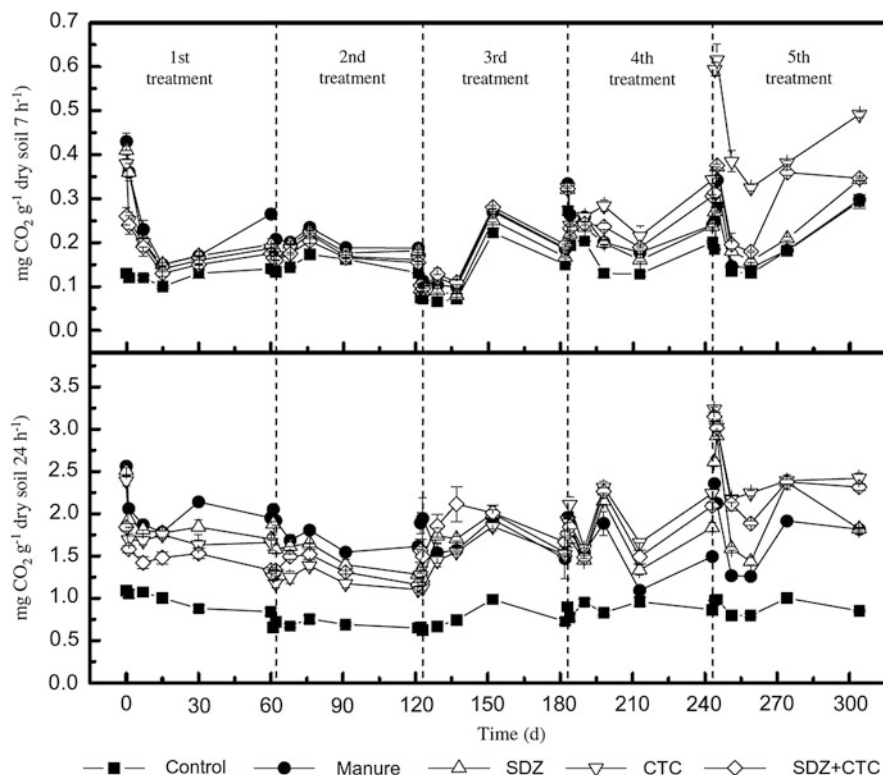 mg CO₂ g⁻¹ dry soil 7 h⁻¹)
0.7
0.6
0.5
0.4
0.3
0.2
0.1
0.0
1st
treatment
2nd
treatment
3rd
treatment
4th
treatment
5th
treatment
mg CO₂ g⁻¹ dry soil 24 h⁻¹)
3.5
3.0
2.5
2.0
1.5
1.0
0.5
0.0
0 30 60 90 120 150 180 210 240 270 300
Time (d)
Control Manure SDZ CTC SDZ+CTC